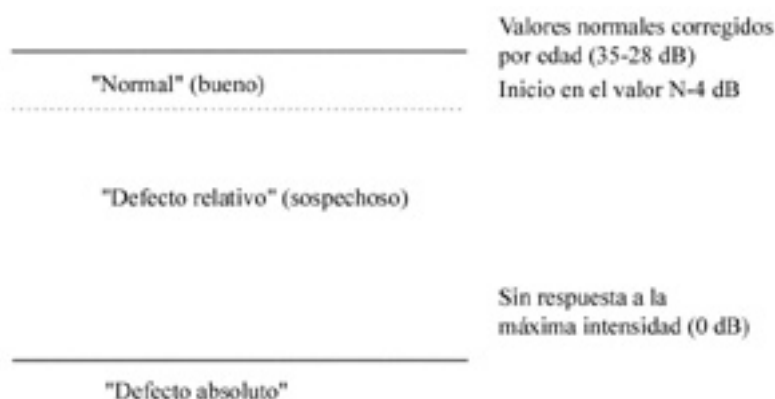 Valores normales corregidos
por edad (35-28 dB)
"Normal" (bueno)
Inicio en el valor N-4 dB
"Defecto relativo" (sospechoso)
Sin respuesta a la
máxima intensidad (0 dB)
"Defecto absoluto"